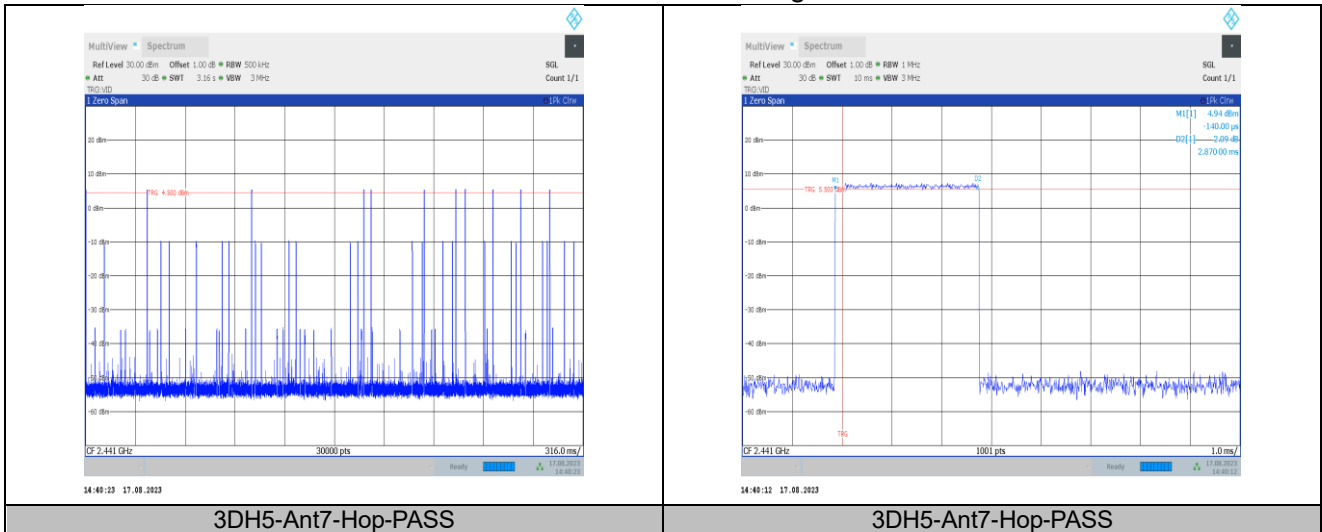 MultiView Spectrum
Ref Level 30.00 dBm Offset 1.00 dB RBW 500 kHz SGL
Att 30 dB SWT 3.16 s VBW 3 MHz Count 1/1
TRG:VID
1 Zero Span 1Pk Clrw
20 dBm
10 dBm
TRG 4.500 dBm
0 dBm
-10 dBm
-20 dBm
-30 dBm
-40 dBm
-50 dBm
-60 dBm
CF 2.441 GHz 30000 pts 316.0 ms/
Ready 17.08.2023
14:40:23
14:40:23 17.08.2023
3DH5-Ant7-Hop-PASS
MultiView Spectrum
Ref Level 30.00 dBm Offset 1.00 dB RBW 1 MHz SGL
Att 30 dB SWT 10 ms VBW 3 MHz Count 1/1
TRG:VID
1 Zero Span 1Pk Clrw
M1[1] 4.94 dBm
-140.00 µs
20 dBm
D2[1] -2.09 dB
2.87000 ms
10 dBm
M1
D2
TRG 5.500 dBm
0 dBm
-10 dBm
-20 dBm
-30 dBm
-40 dBm
-50 dBm
-60 dBm
TRG
CF 2.441 GHz 1001 pts 1.0 ms/
Ready 17.08.2023
14:40:12
14:40:12 17.08.2023
3DH5-Ant7-Hop-PASS